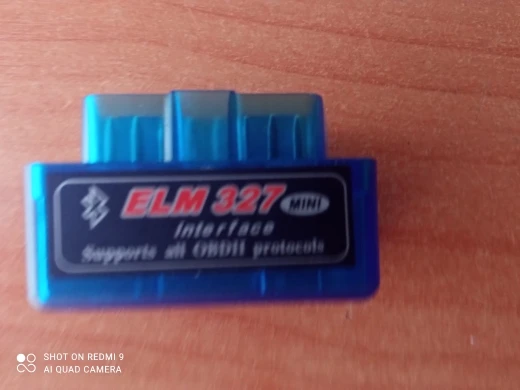 ELM 327 MINI
Interface
Supports all OBDII protocols
SHOT ON REDMI 9
AI QUAD CAMERA